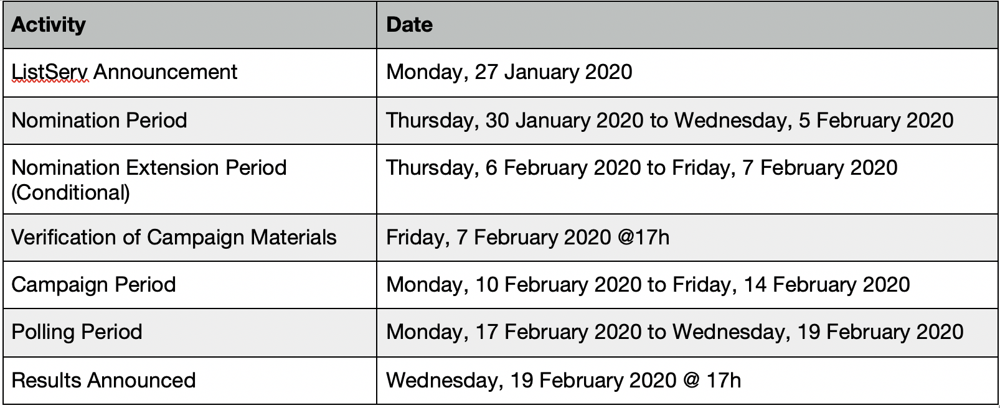 Activity Date
ListServ Announcement Monday, 27 January 2020
Nomination Period Thursday, 30 January 2020 to Wednesday, 5 February 2020
Nomination Extension Period Thursday, 6 February 2020 to Friday, 7 February 2020
(Conditional)
Verification of Campaign Materials Friday, 7 February 2020 @17h
Campaign Period Monday, 10 February 2020 to Friday, 14 February 2020
Polling Period Monday, 17 February 2020 to Wednesday, 19 February 2020
Results Announced Wednesday, 19 February 2020 @ 17h